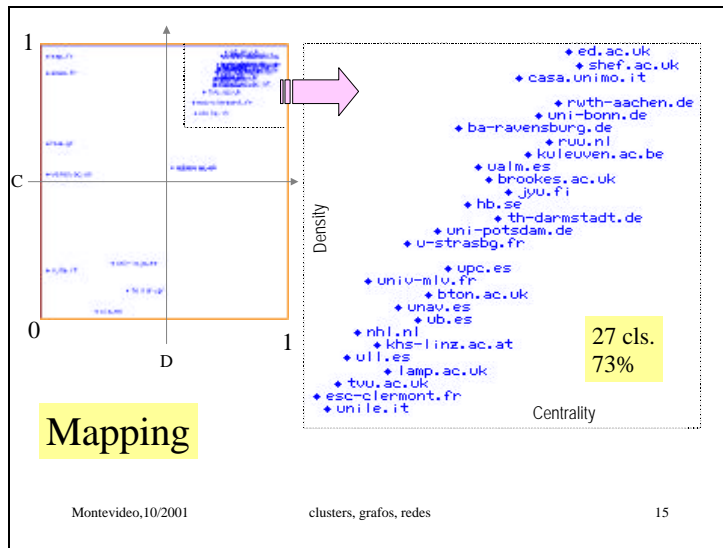 1
C
0
1
D
ed.ac.uk
shef.ac.uk
casa.unimo.it
rwth-aachen.de
uni-bonn.de
ba-ravensburg.de
ruu.nl
kuleuven.ac.be
ualm.es
brookes.ac.uk
jyu.fi
hb.se
th-darmstadt.de
uni-potsdam.de
u-strasbg.fr
upc.es
univ-mlv.fr
bton.ac.uk
unav.es
ub.es
nhl.nl
khs-linz.ac.at
ull.es
lamp.ac.uk
tvu.ac.uk
esc-clermont.fr
unile.it
Density
Centrality
27 cls.
73%
Mapping
Montevideo,10/2001 clusters, grafos, redes 15